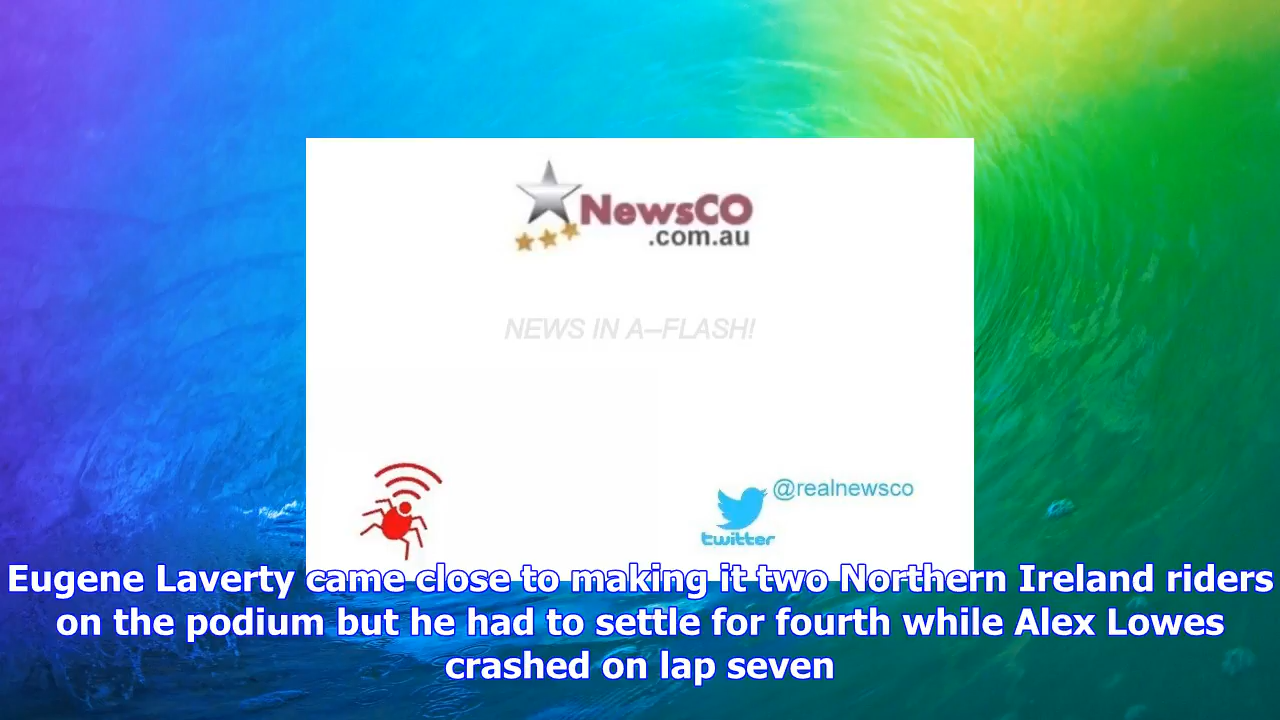 NewsCO
.com.au
NEWS IN A–FLASH!
@realnewsco
twitter
Eugene Laverty came close to making it two Northern Ireland riders
on the podium but he had to settle for fourth while Alex Lowes
crashed on lap seven